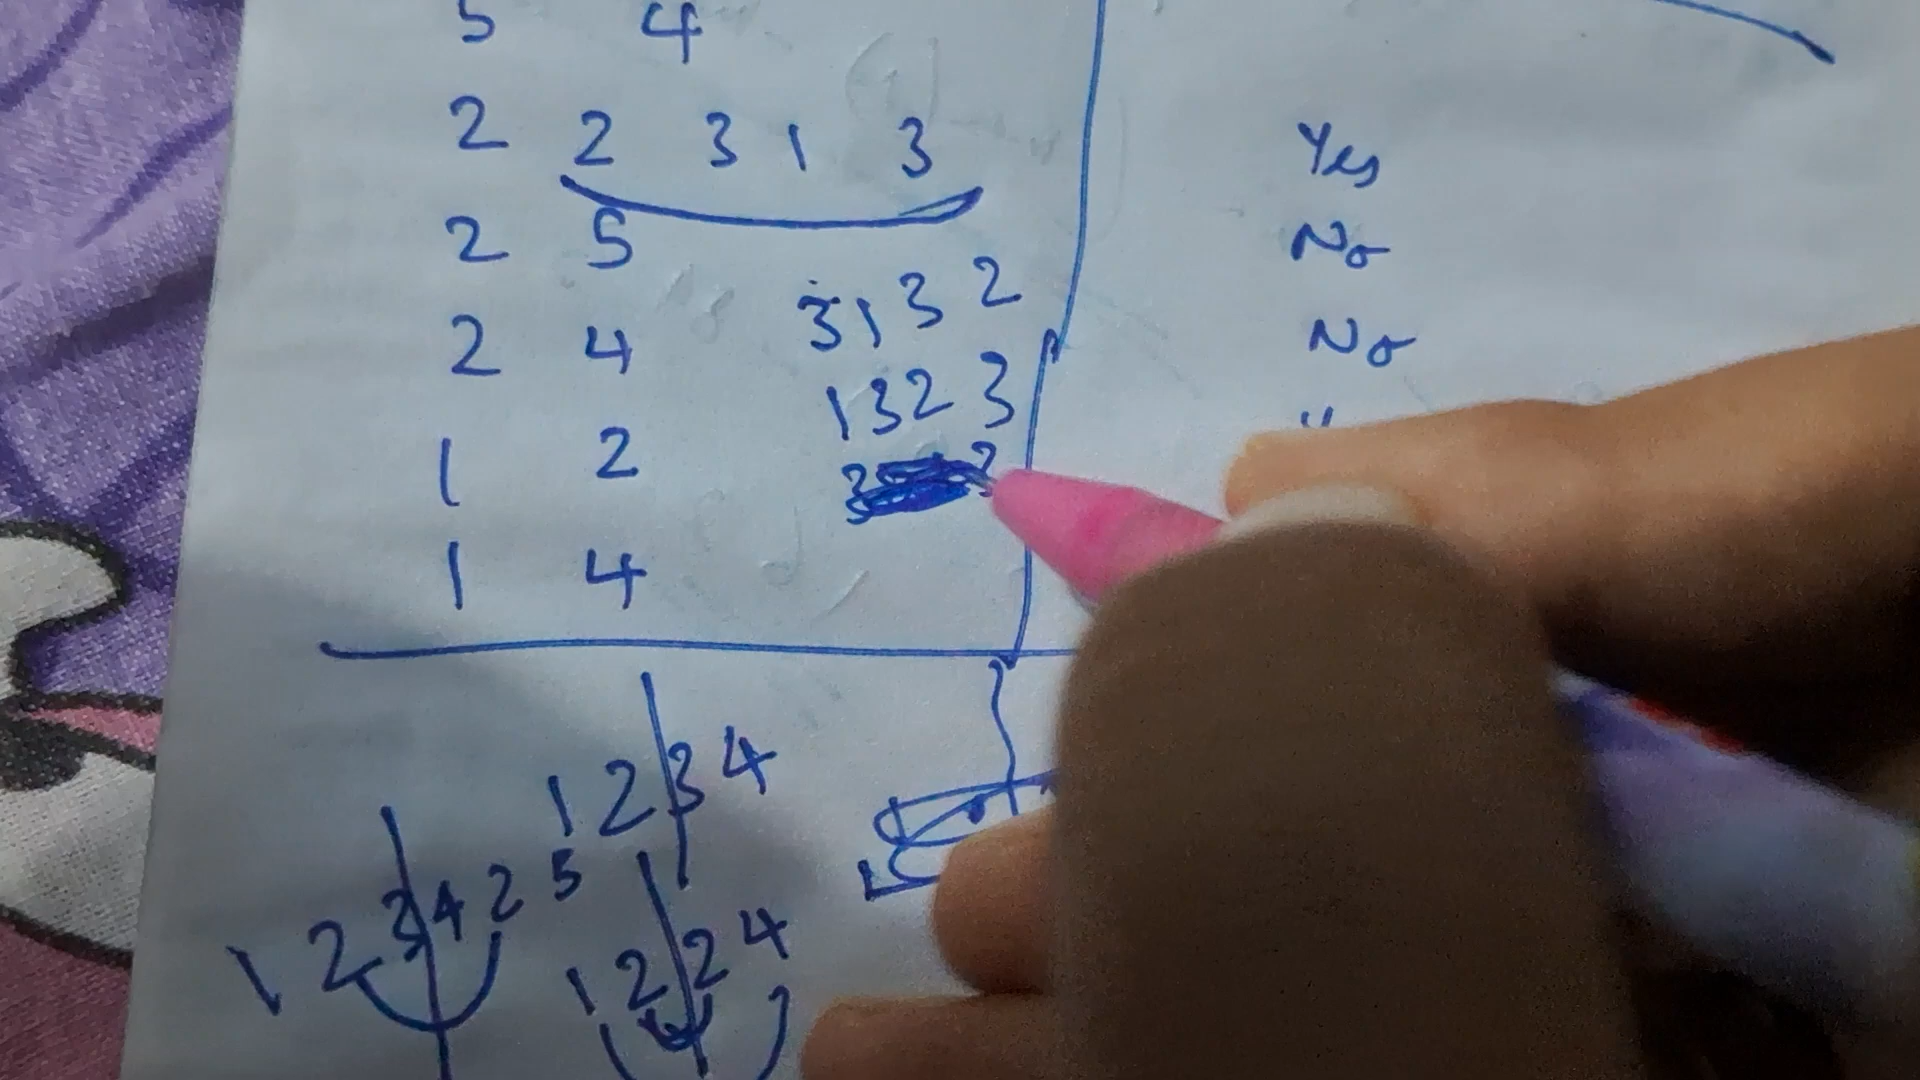 5 4
2 2 3 1 3
2 5
2 4
1 2
1 4
3 1 3 2
1 3 2 3
Yes
No
No
1 2 3 4
1 2 3 4 2 5
1 2 2 4